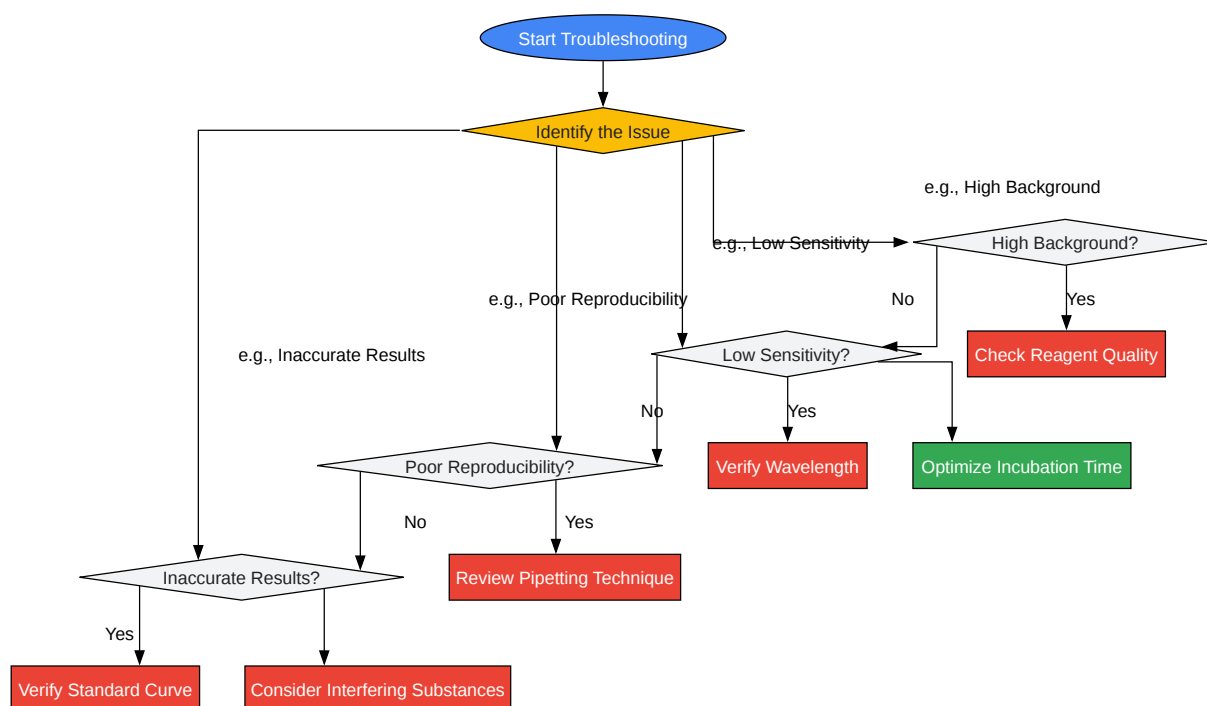 Start Troubleshooting
Identify the Issue
e.g., High Background
e.g., Low Sensitivity
High Background?
e.g., Poor Reproducibility
No
Yes
e.g., Inaccurate Results
Low Sensitivity?
Check Reagent Quality
No
Yes
Poor Reproducibility?
Verify Wavelength
Optimize Incubation Time
No
Yes
Inaccurate Results?
Review Pipetting Technique
Yes
Verify Standard Curve
Consider Interfering Substances